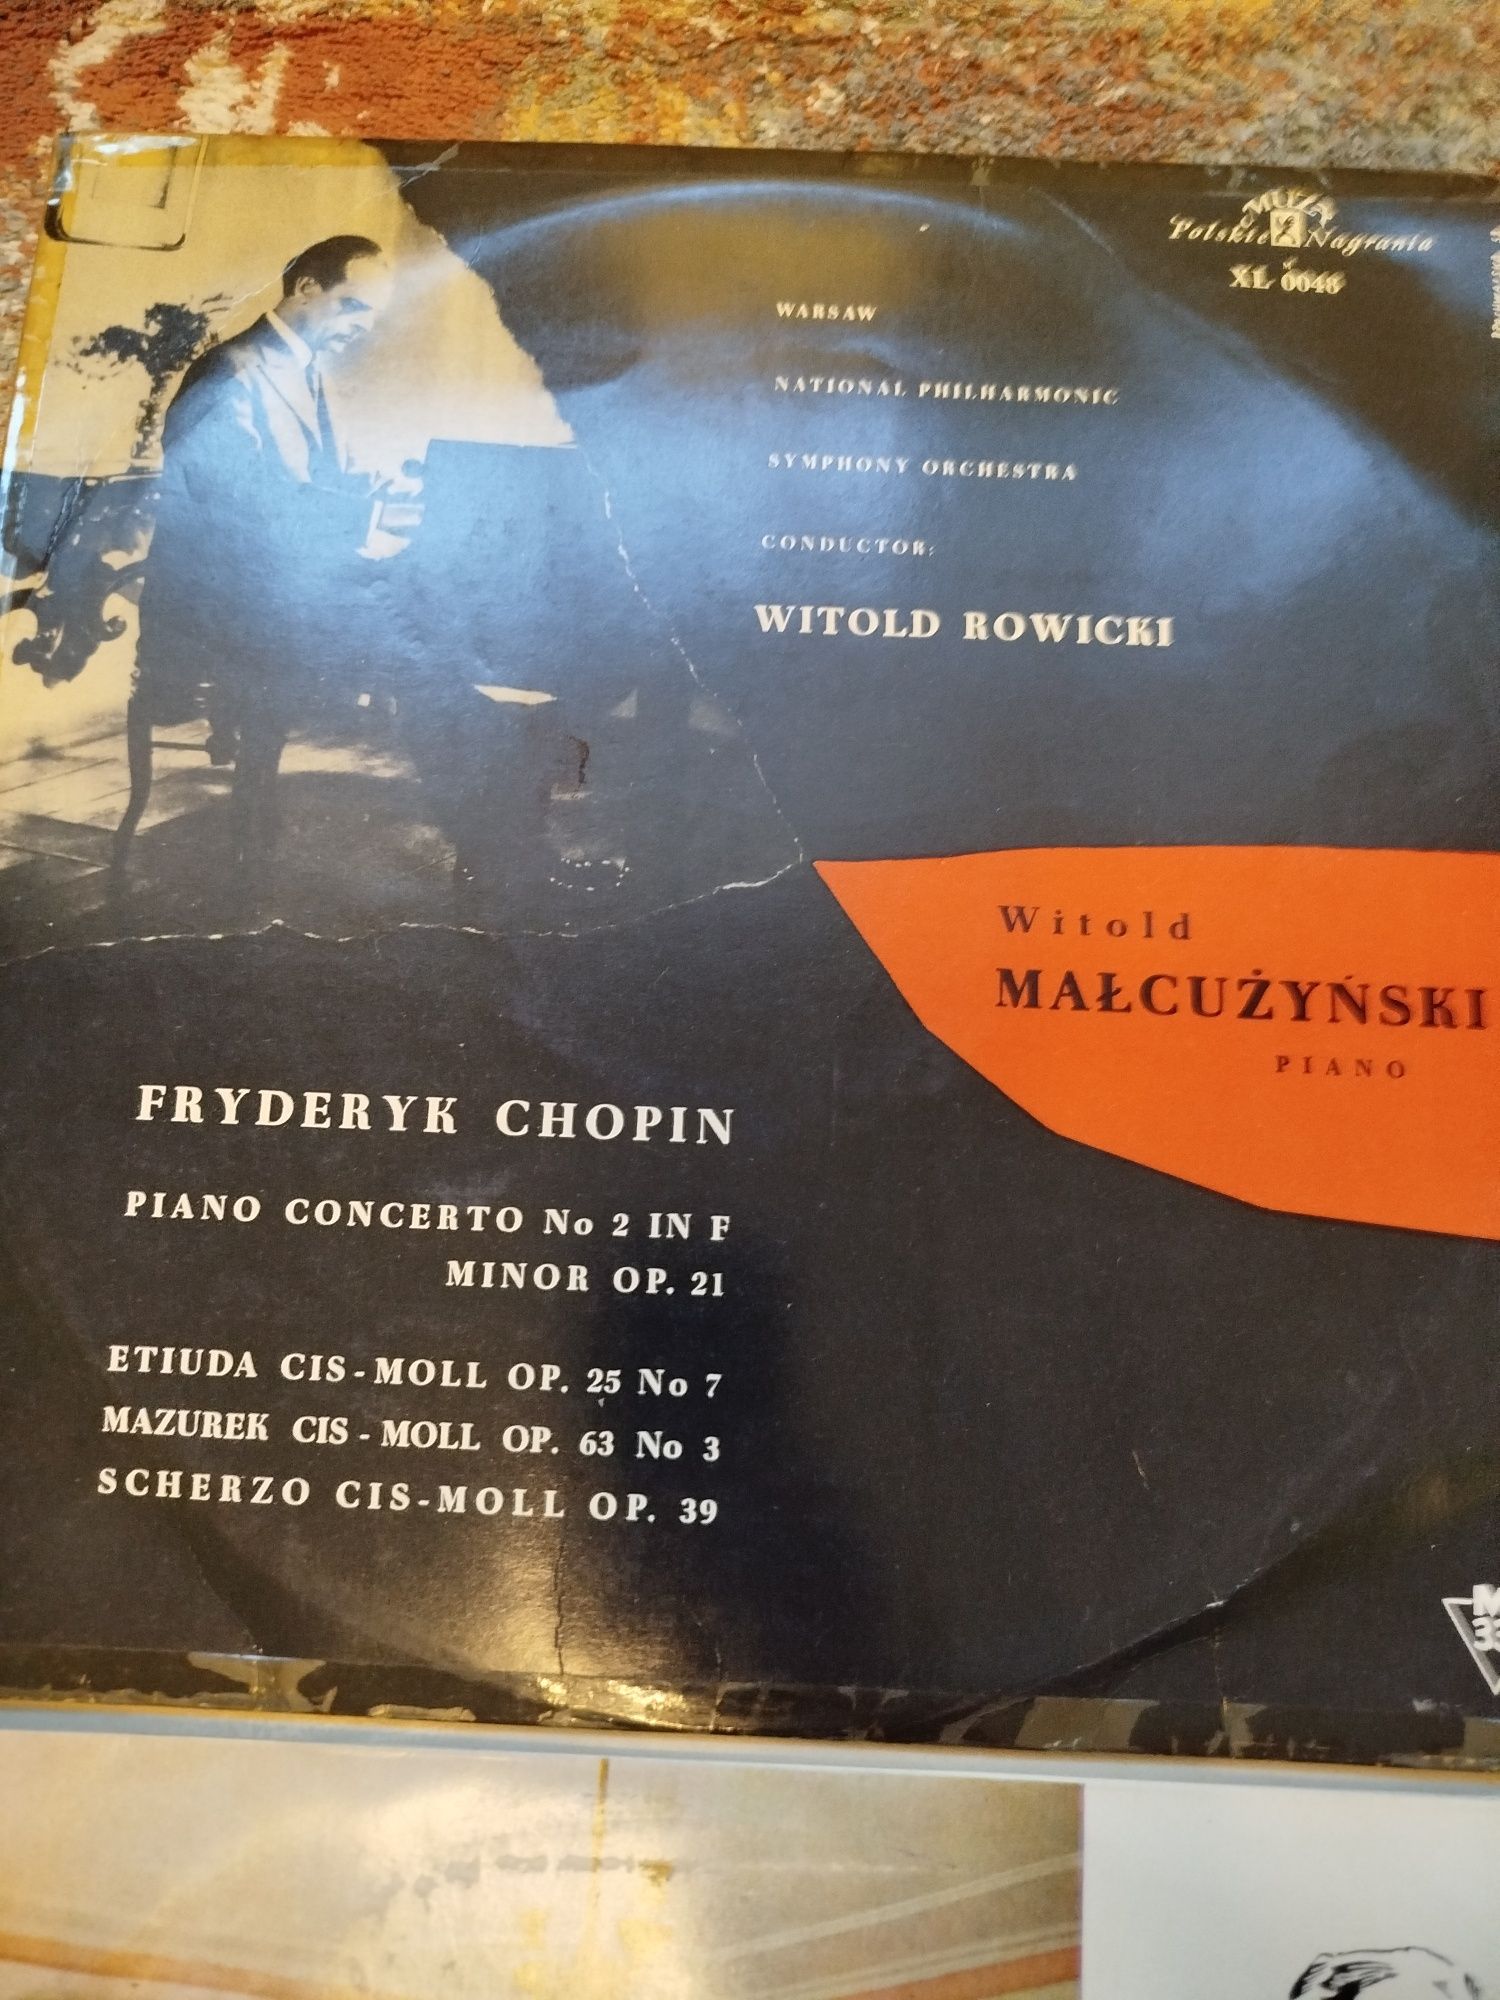 MUZA
Polskie Nagrania
XL 0048
WARSAW
NATIONAL PHILHARMONIC
SYMPHONY ORCHESTRA
CONDUCTOR:
WITOLD ROWICKI
Witold
MAŁCUŻYŃSKI
PIANO
FRYDERYK CHOPIN
PIANO CONCERTO No 2 IN F
MINOR OP. 21
ETIUDA CIS-MOLL OP. 25 No 7
MAZUREK CIS - MOLL OP. 63 No 3
SCHERZO CIS-MOLL OP. 39
M
33